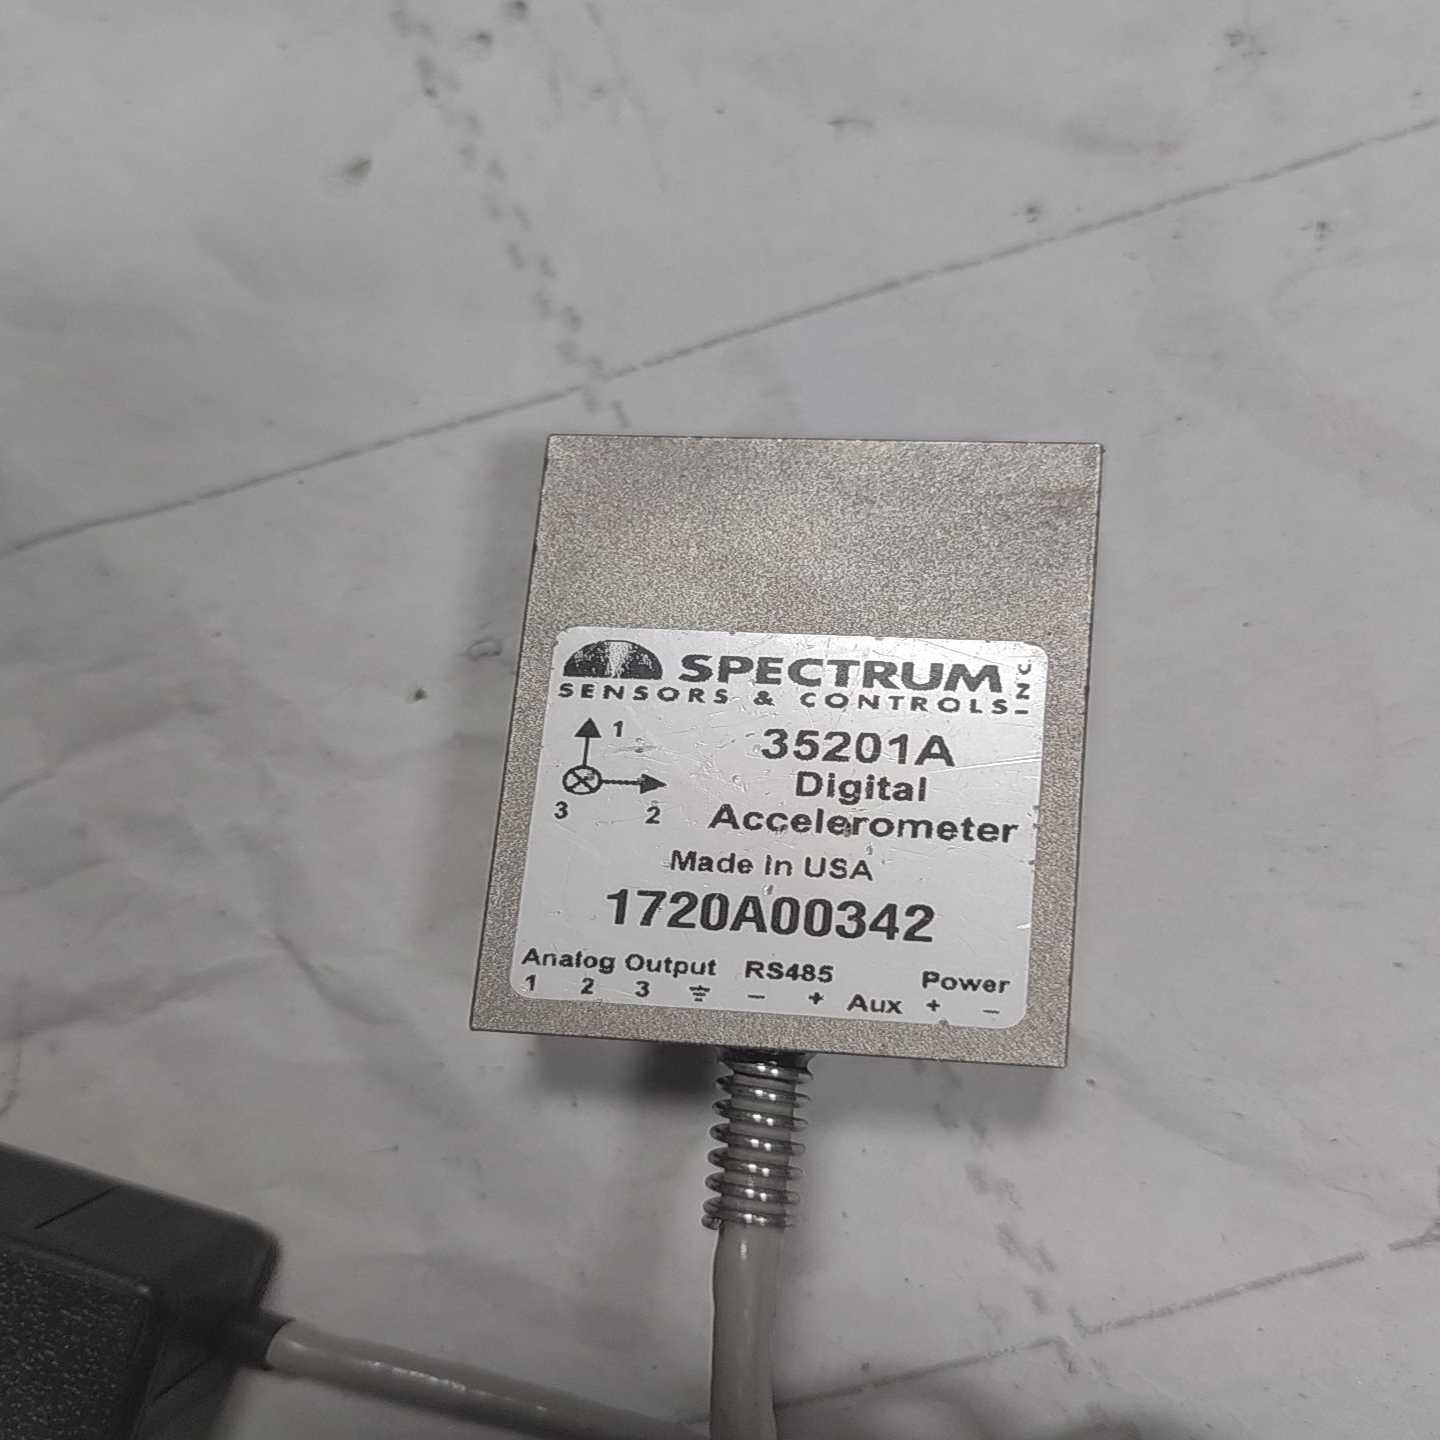 SPECTRUM INC
SENSORS & CONTROLS
1
35201A
Digital
3 2
Accelerometer
Made in USA
1720A00342
Analog Output RS485 Power
1 2 3 ⏚ − + Aux + −